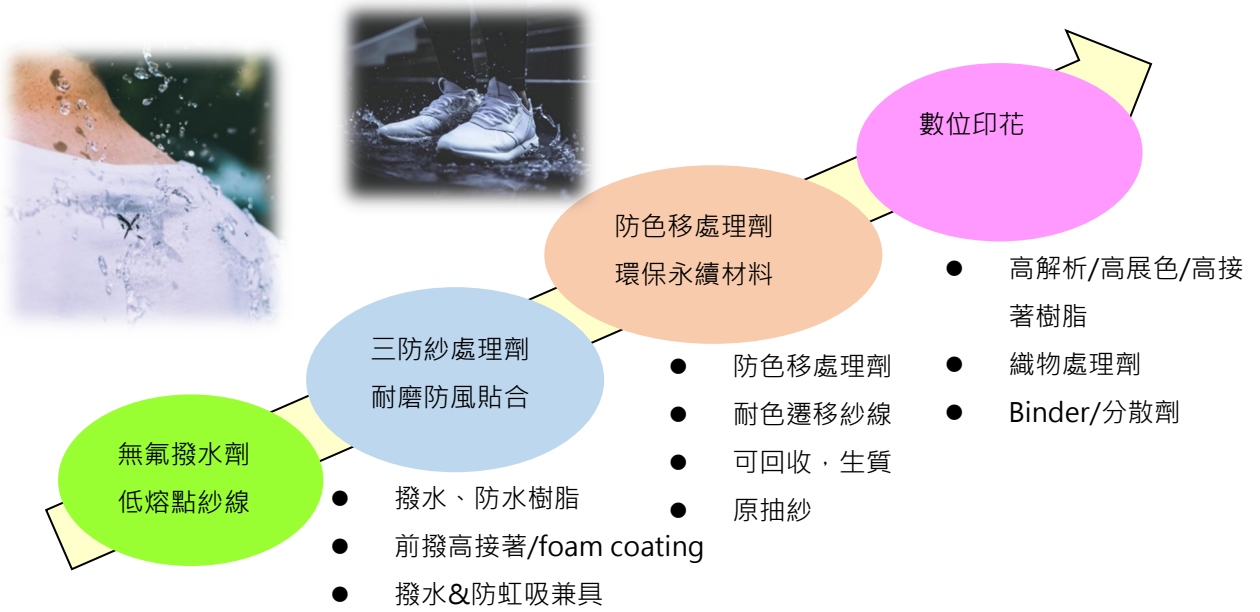 數位印花
防色移處理劑
環保永續材料
三防紗處理劑
耐磨防風貼合
無氟撥水劑
低熔點紗線
● 高解析/高展色/高接
著樹脂
● 織物處理劑
● Binder/分散劑
● 防色移處理劑
● 耐色遷移紗線
● 可回收，生質
● 原抽紗
● 撥水、防水樹脂
● 前撥高接著/foam coating
● 撥水&防虹吸兼具